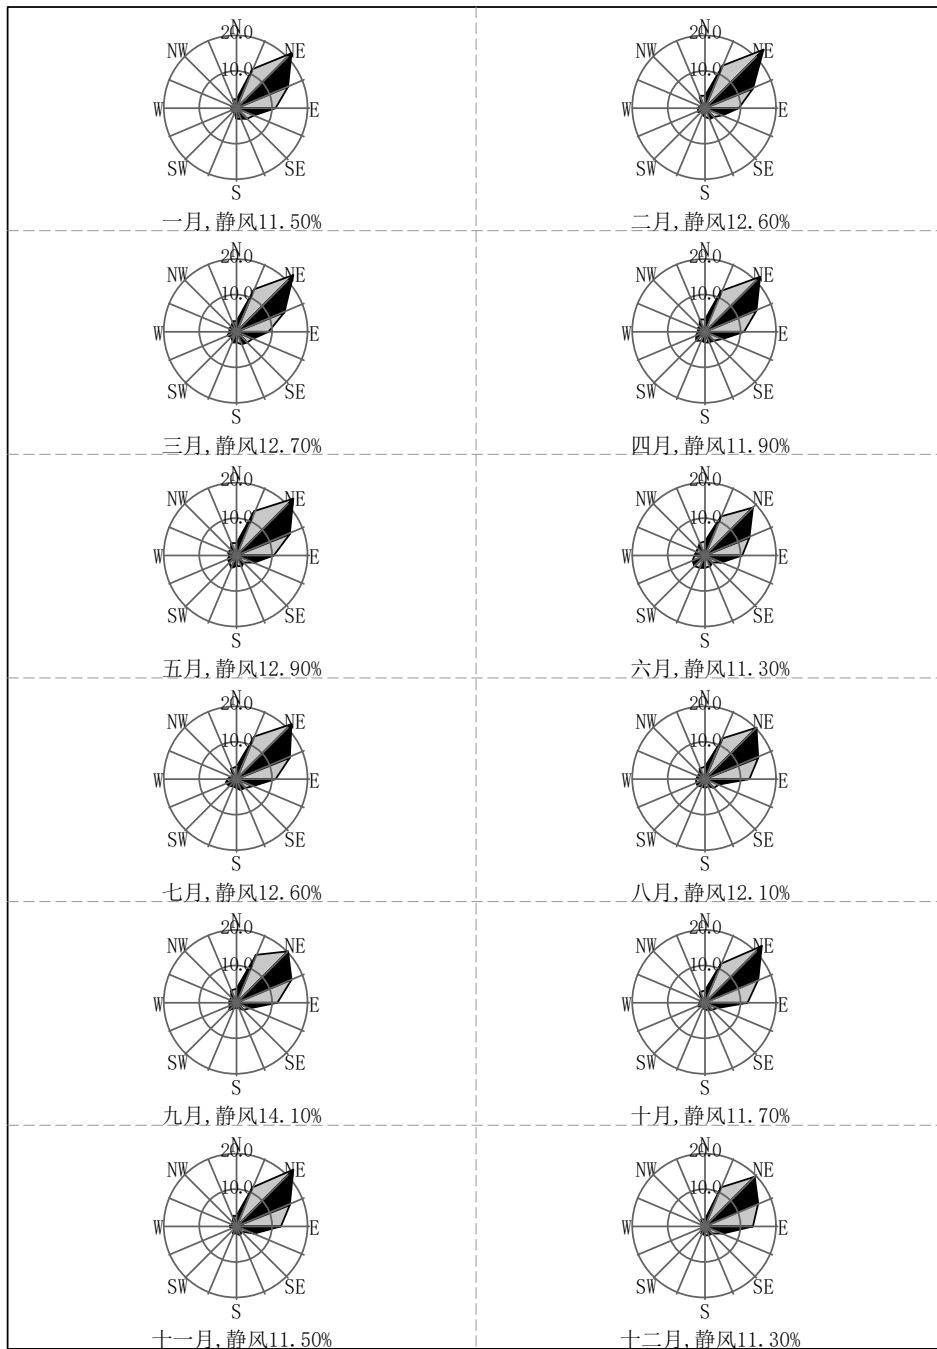 N
20.0
NW
NE
10.0
W
E
SW
SE
S
一月,静风11.50%
N
20.0
NW
NE
10.0
W
E
SW
SE
S
二月,静风12.60%
N
20.0
NW
NE
10.0
W
E
SW
SE
S
三月,静风12.70%
N
20.0
NW
NE
10.0
W
E
SW
SE
S
四月,静风11.90%
N
20.0
NW
NE
10.0
W
E
SW
SE
S
五月,静风12.90%
N
20.0
NW
NE
10.0
W
E
SW
SE
S
六月,静风11.30%
N
20.0
NW
NE
10.0
W
E
SW
SE
S
七月,静风12.60%
N
20.0
NW
NE
10.0
W
E
SW
SE
S
八月,静风12.10%
N
20.0
NW
NE
10.0
W
E
SW
SE
S
九月,静风14.10%
N
20.0
NW
NE
10.0
W
E
SW
SE
S
十月,静风11.70%
N
20.0
NW
NE
10.0
W
E
SW
SE
S
十一月,静风11.50%
N
20.0
NW
NE
10.0
W
E
SW
SE
S
十二月,静风11.30%